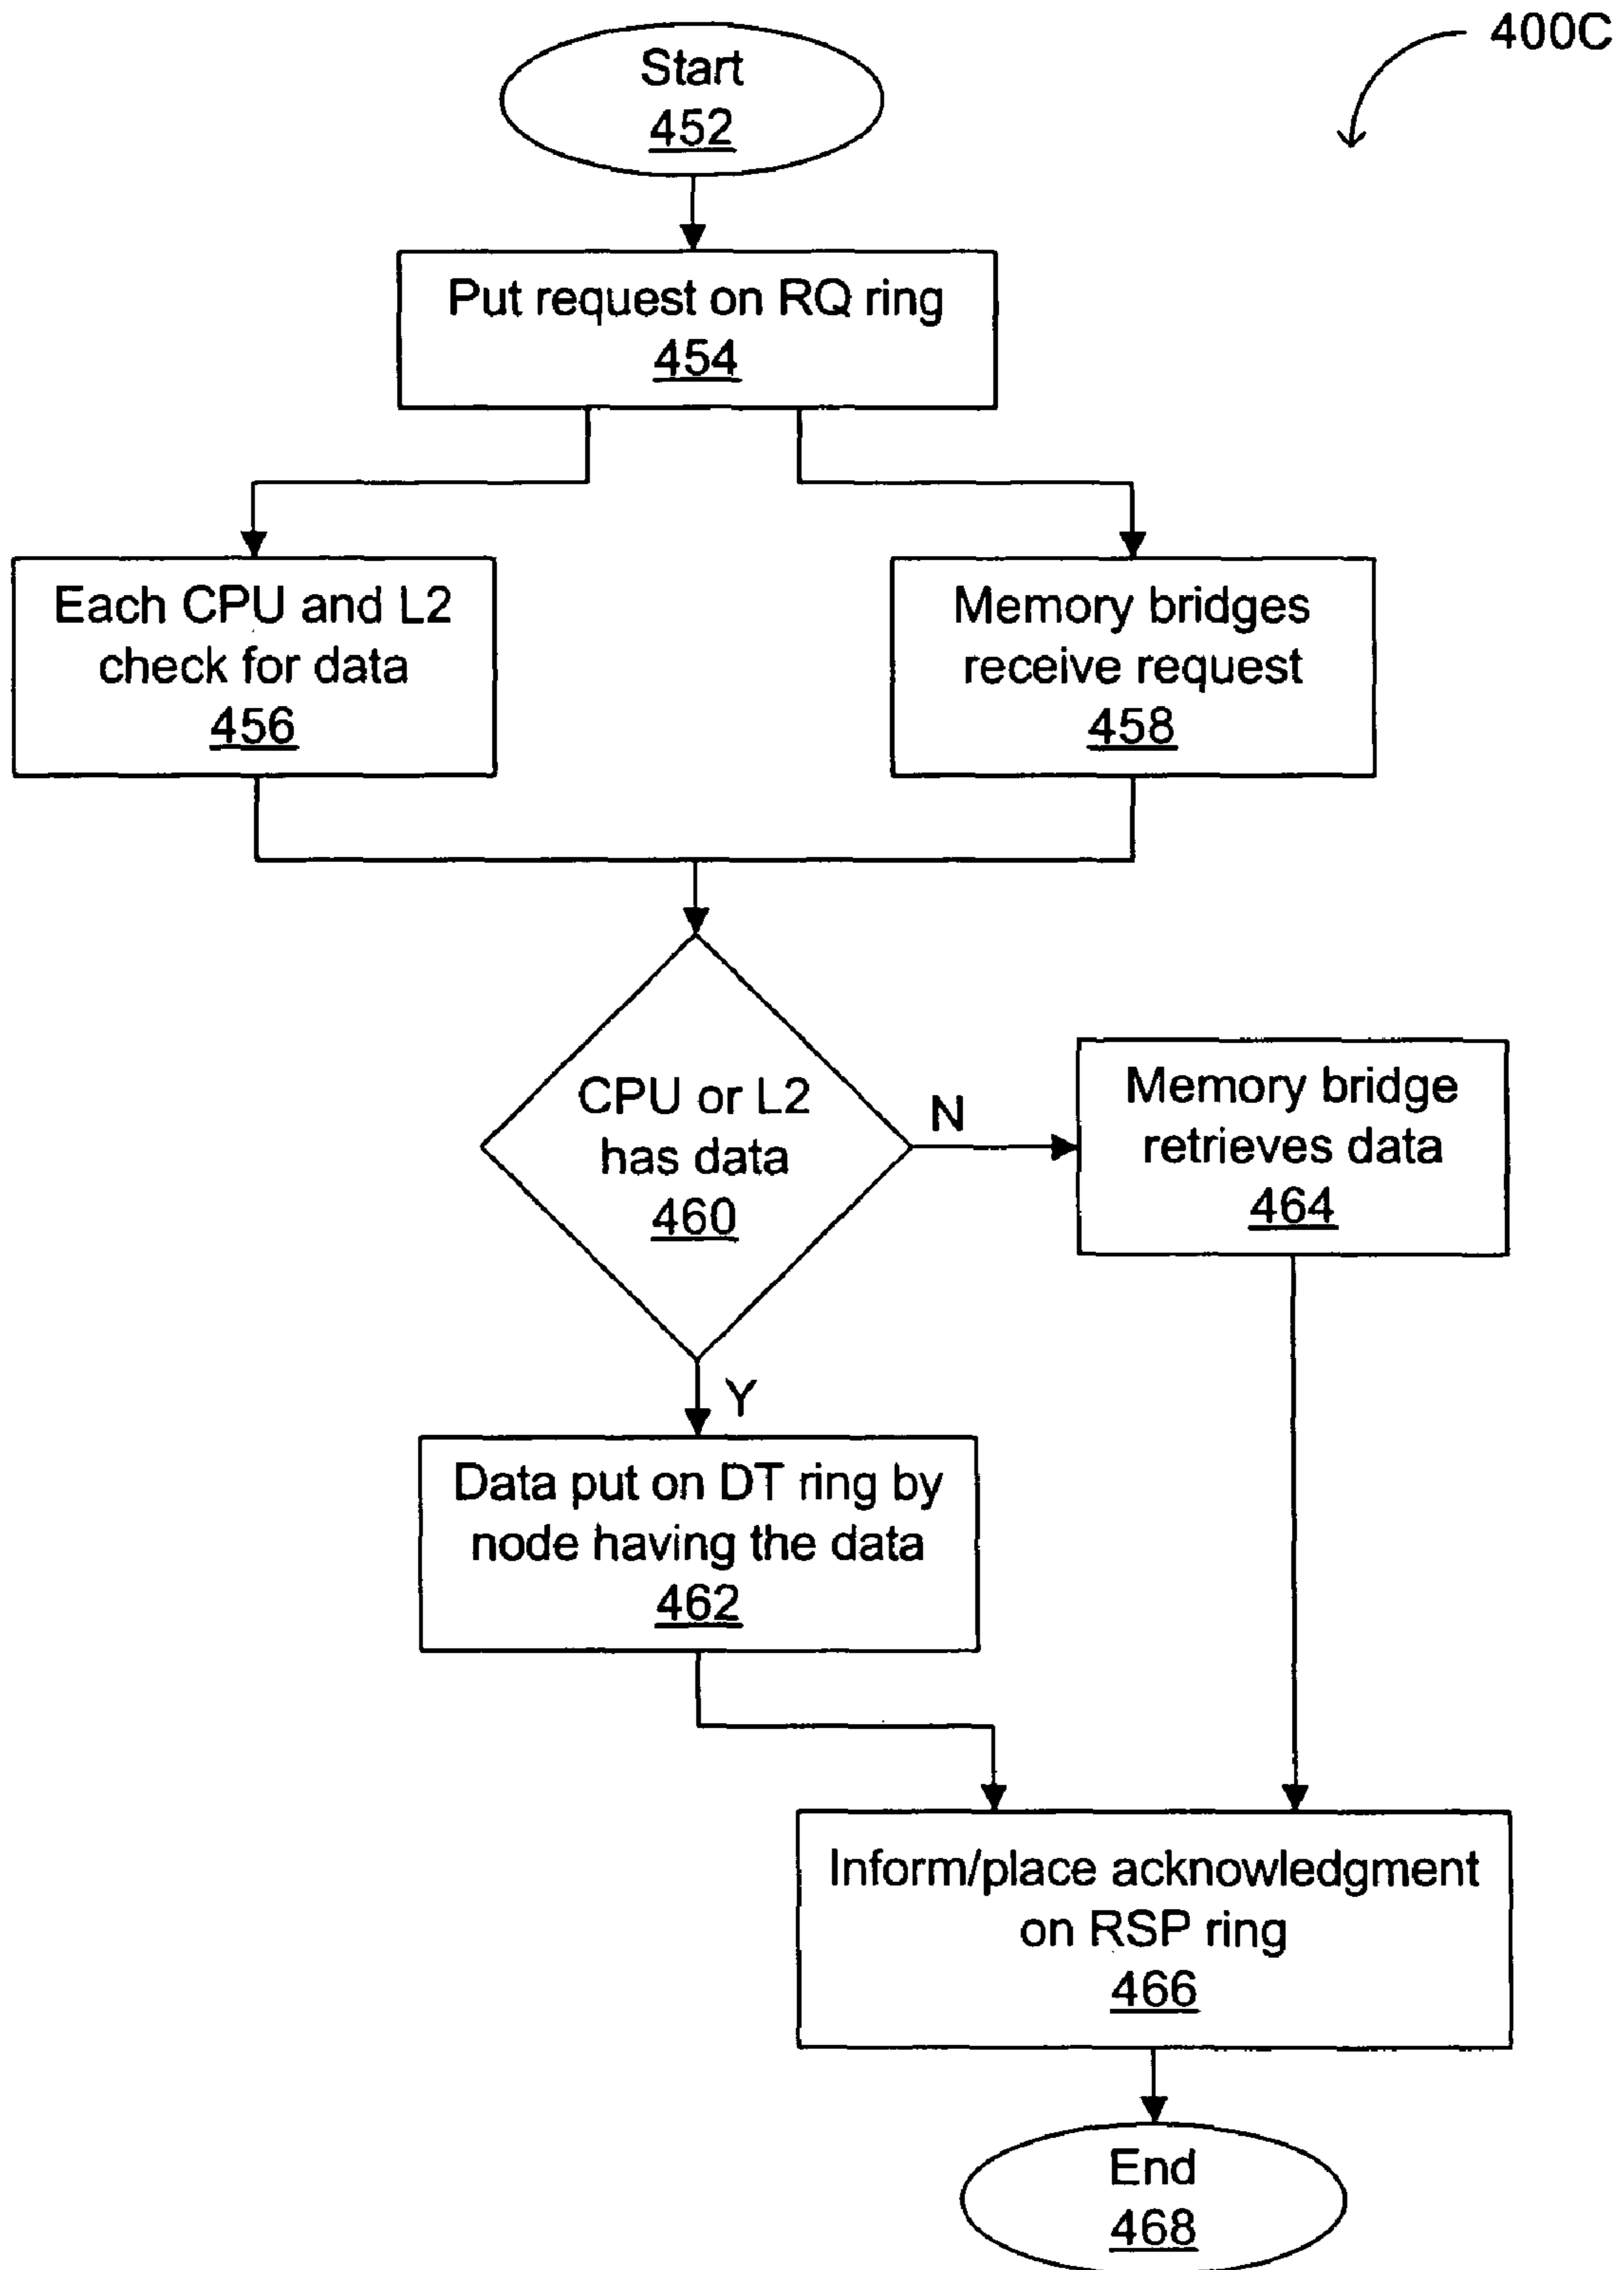 400C
Start
452
Put request on RQ ring
454
Each CPU and L2
check for data
456
Memory bridges
receive request
458
CPU or L2
has data
460
N
Memory bridge
retrieves data
464
Y
Data put on DT ring by
node having the data
462
Inform/place acknowledgment
on RSP ring
466
End
468